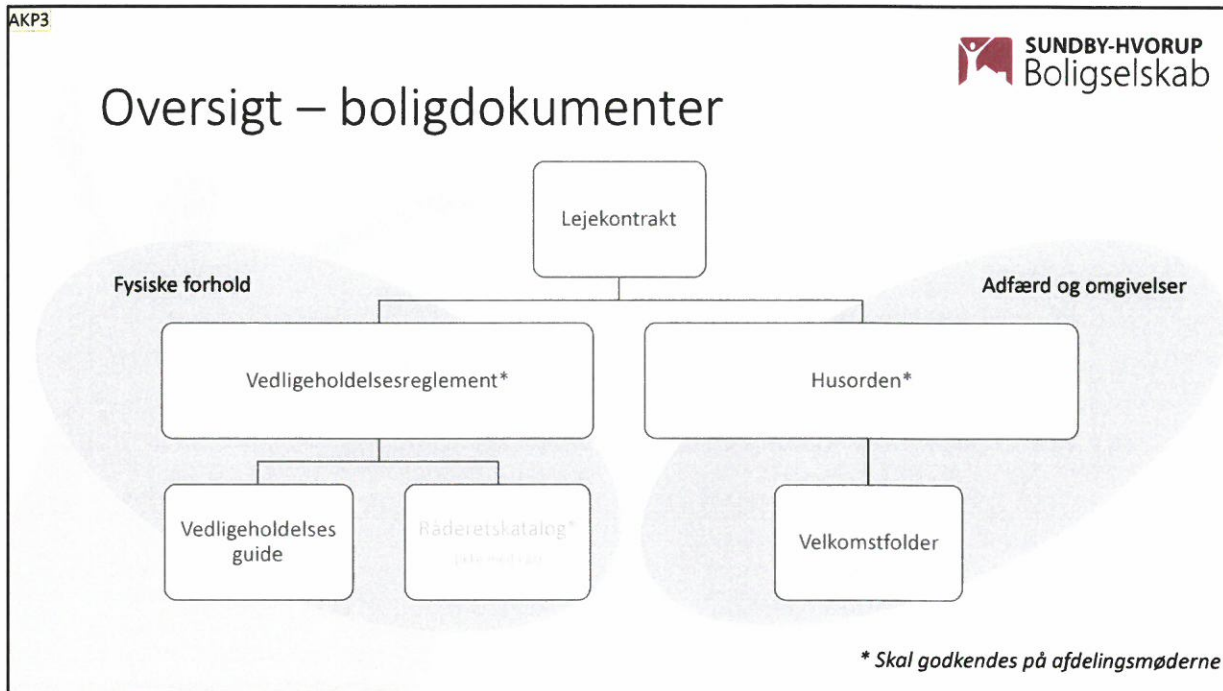 AKP3
SUNDBY-HVORUP
Boligselskab
Oversigt – boligdokumenter
Lejekontrakt
Fysiske forhold
Adfærd og omgivelser
Vedligeholdelsesreglement*
Husorden*
Vedligeholdelses
guide
Råderetskatalog*
Velkomstfolder
* Skal godkendes på afdelingsmøderne